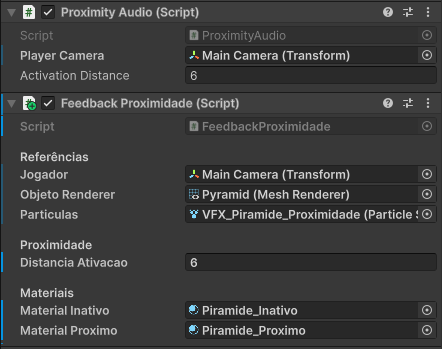 Proximity Audio (Script)
Script ProximityAudio
Player Camera Main Camera (Transform)
Activation Distance 6
Feedback Proximidade (Script)
Script FeedbackProximidade
Referências
Jogador Main Camera (Transform)
Objeto Renderer Pyramid (Mesh Renderer)
Particulas VFX_Piramide_Proximidade (Particle S
Proximidade
Distancia Ativacao 6
Materiais
Material Inativo Piramide_Inativo
Material Proximo Piramide_Proximo